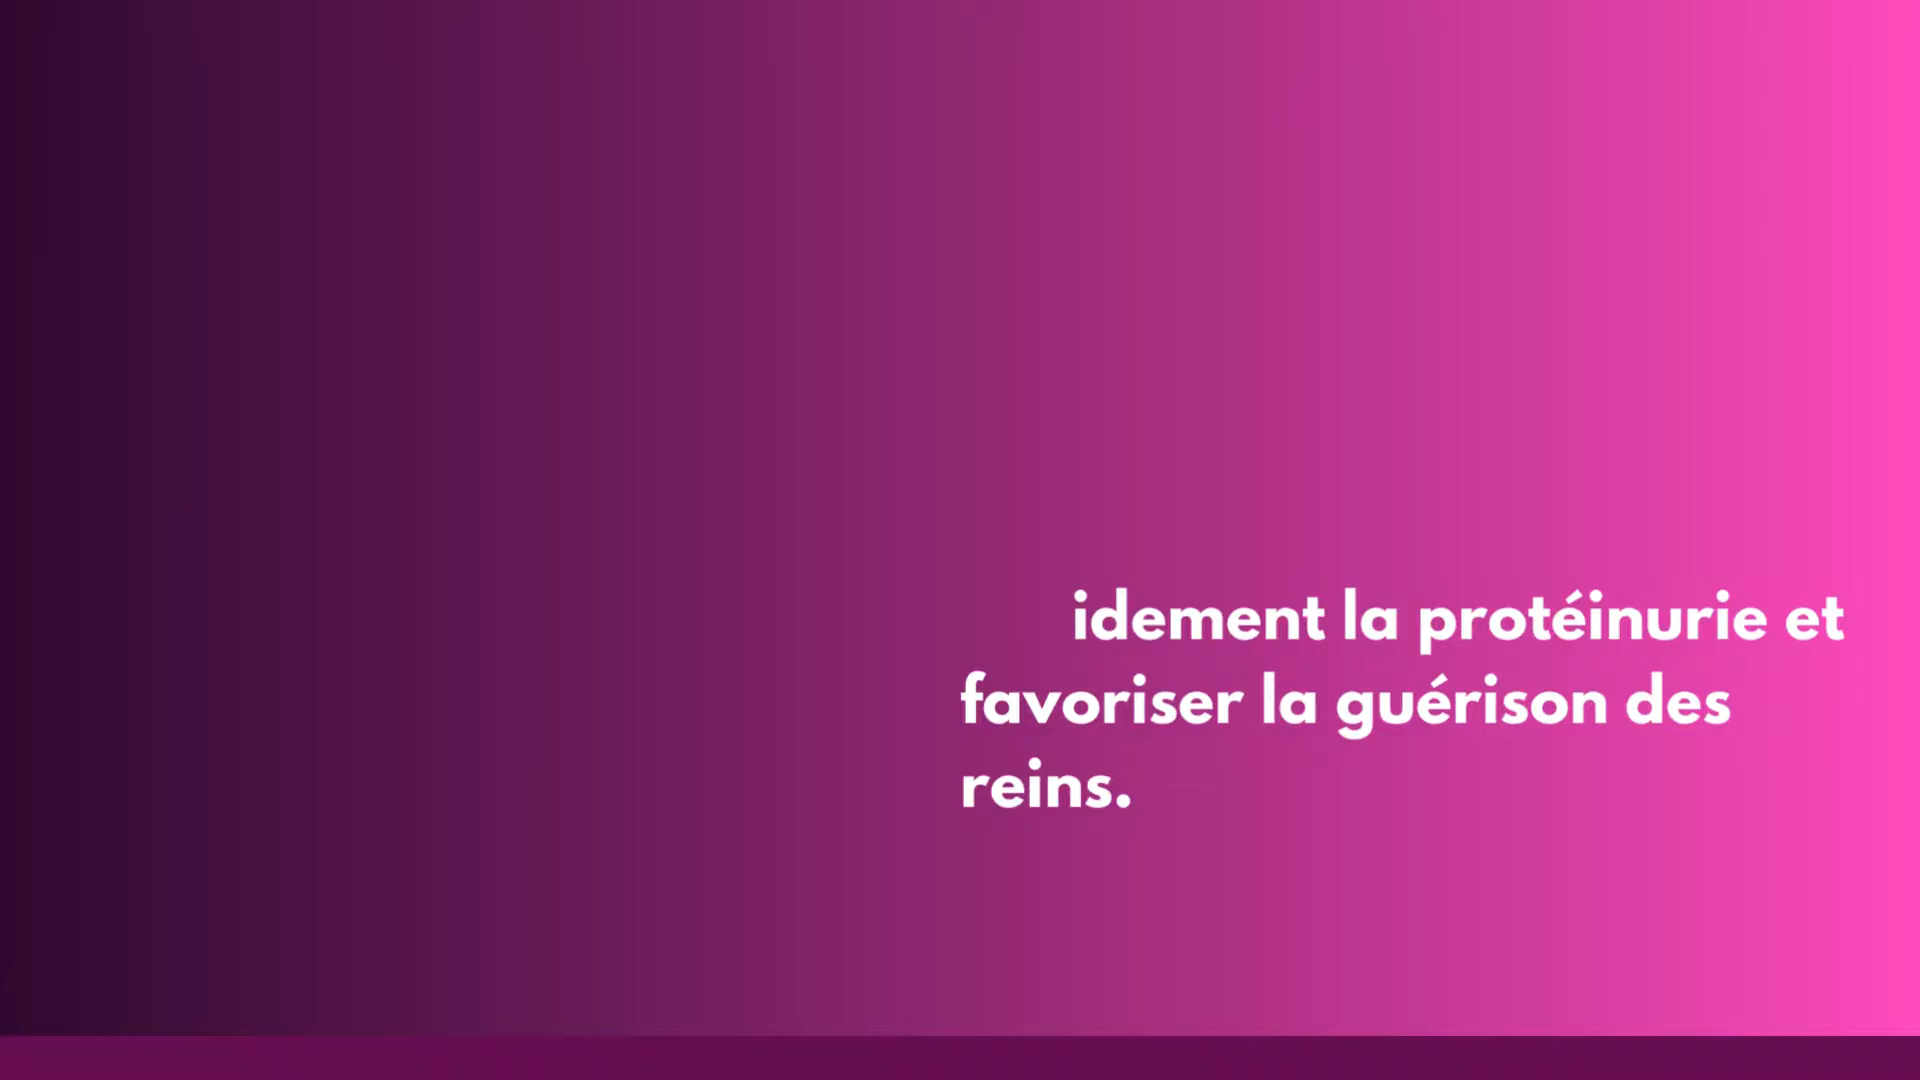 idement la protéinurie et
favoriser la guérison des
reins.